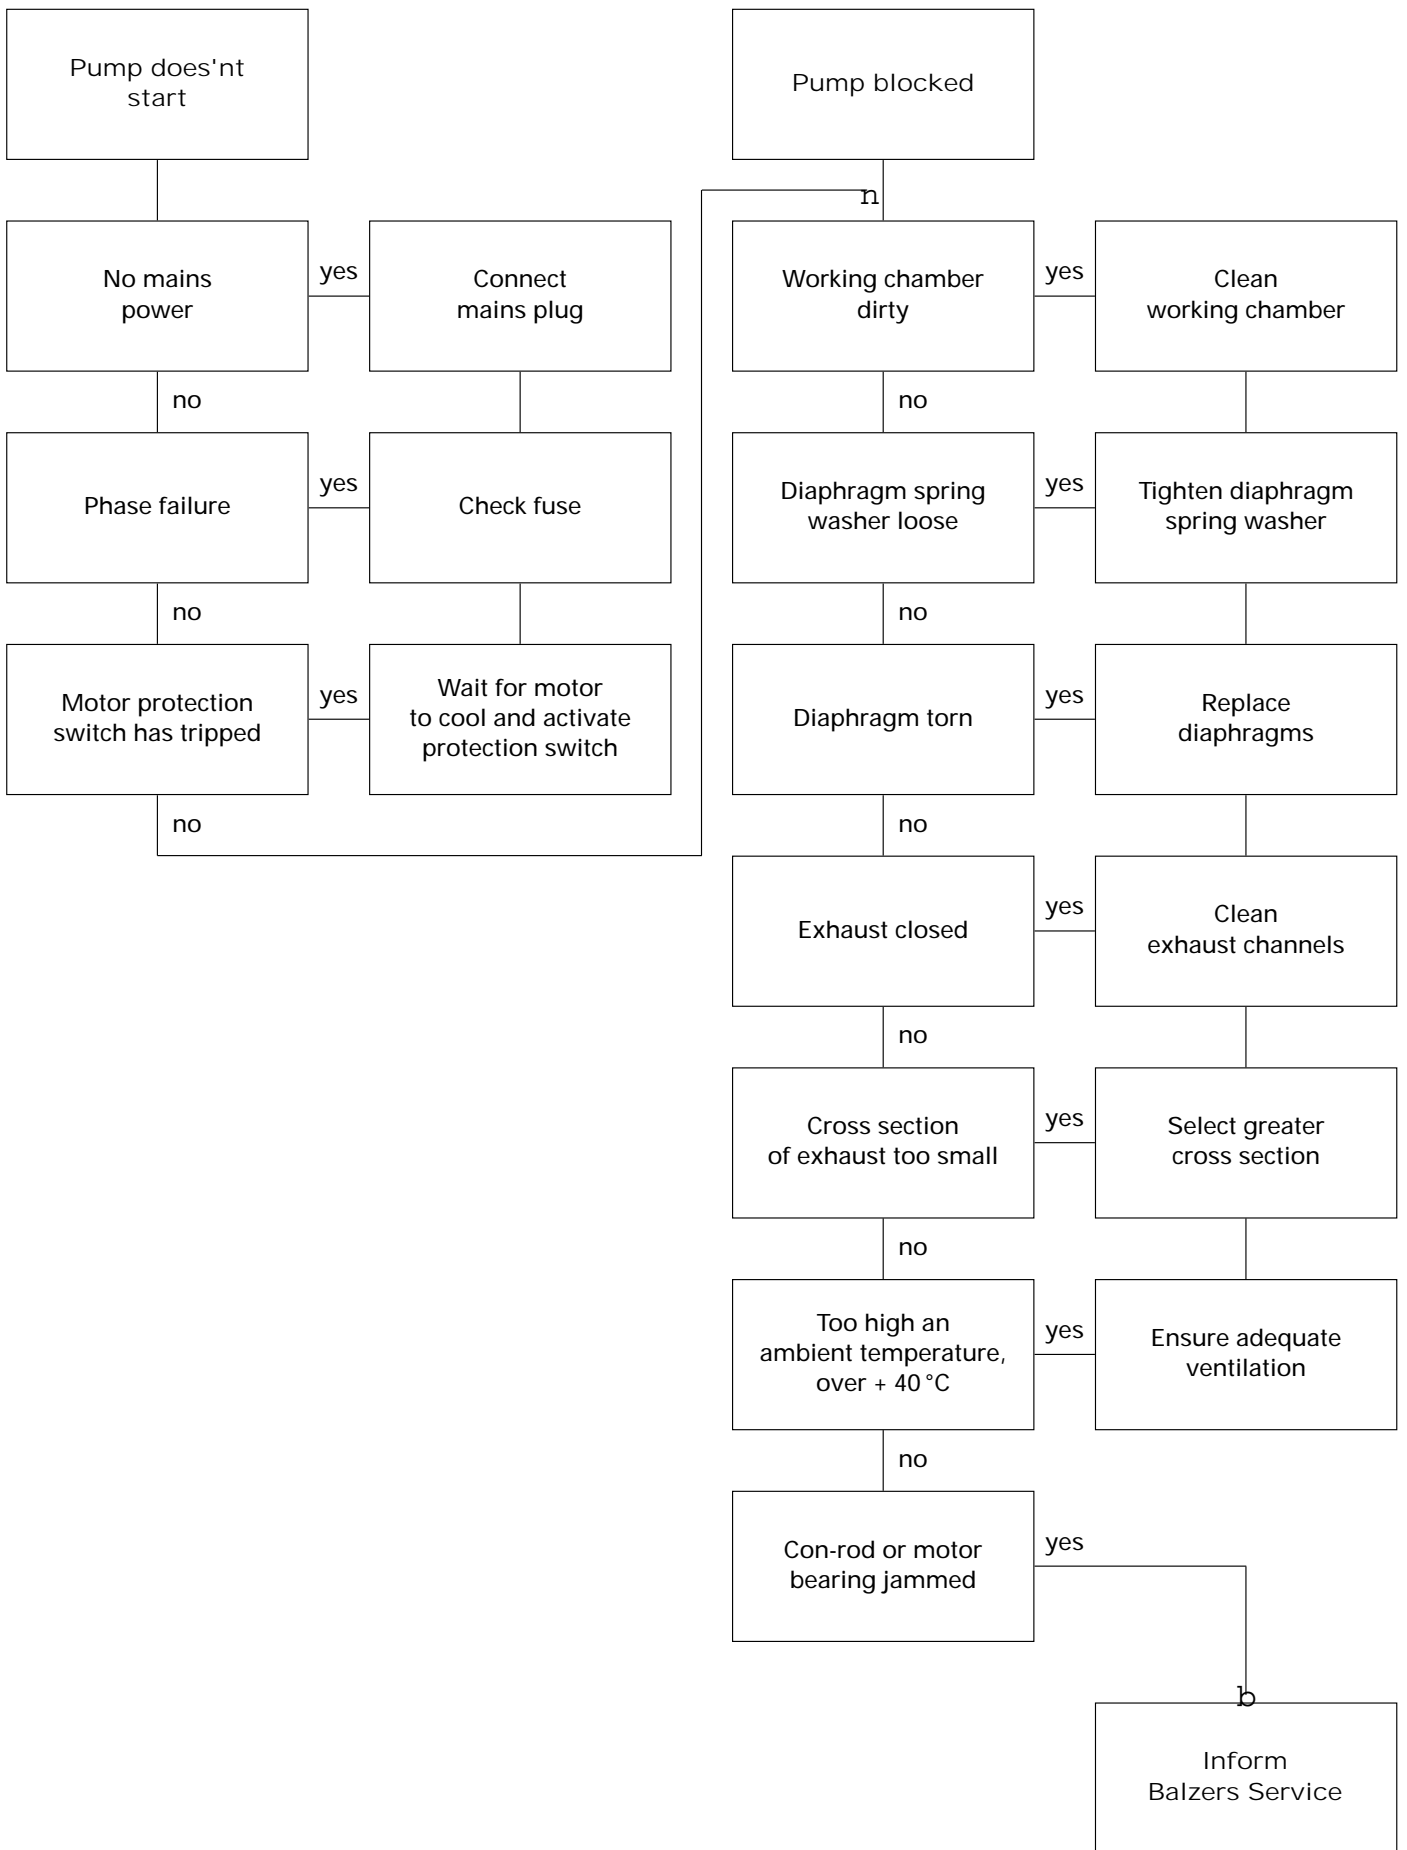 Pump does'nt
start
No mains
power
yes
Connect
mains plug
no
Phase failure
yes
Check fuse
no
Motor protection
switch has tripped
yes
Wait for motor
to cool and activate
protection switch
no
Pump blocked
n
Working chamber
dirty
yes
Clean
working chamber
no
Diaphragm spring
washer loose
yes
Tighten diaphragm
spring washer
no
Diaphragm torn
yes
Replace
diaphragms
no
Exhaust closed
yes
Clean
exhaust channels
no
Cross section
of exhaust too small
yes
Select greater
cross section
no
Too high an
ambient temperature,
over + 40 °C
yes
Ensure adequate
ventilation
no
Con-rod or motor
bearing jammed
yes
b
Inform
Balzers Service